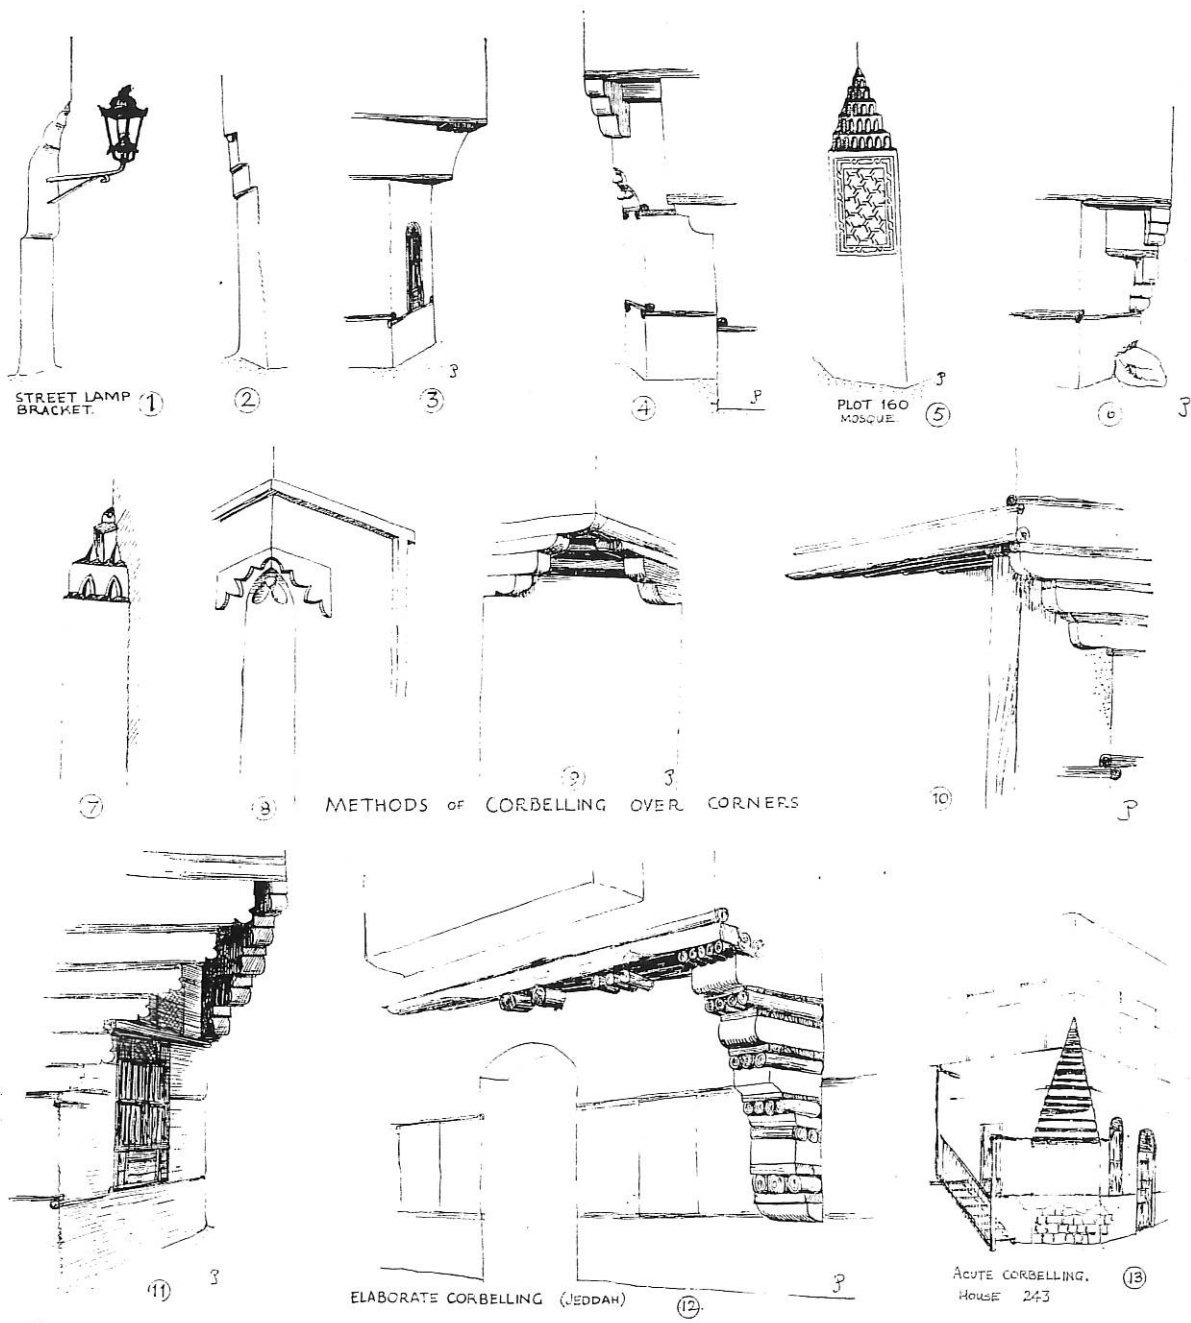 STREET LAMP
BRACKET. 1
2
3
4
PLOT 160
MOSQUE. 5
6
7
8
9
10
METHODS OF CORBELLING OVER CORNERS
11
ELABORATE CORBELLING (JEDDAH) 12.
ACUTE CORBELLING. 13
HOUSE 243